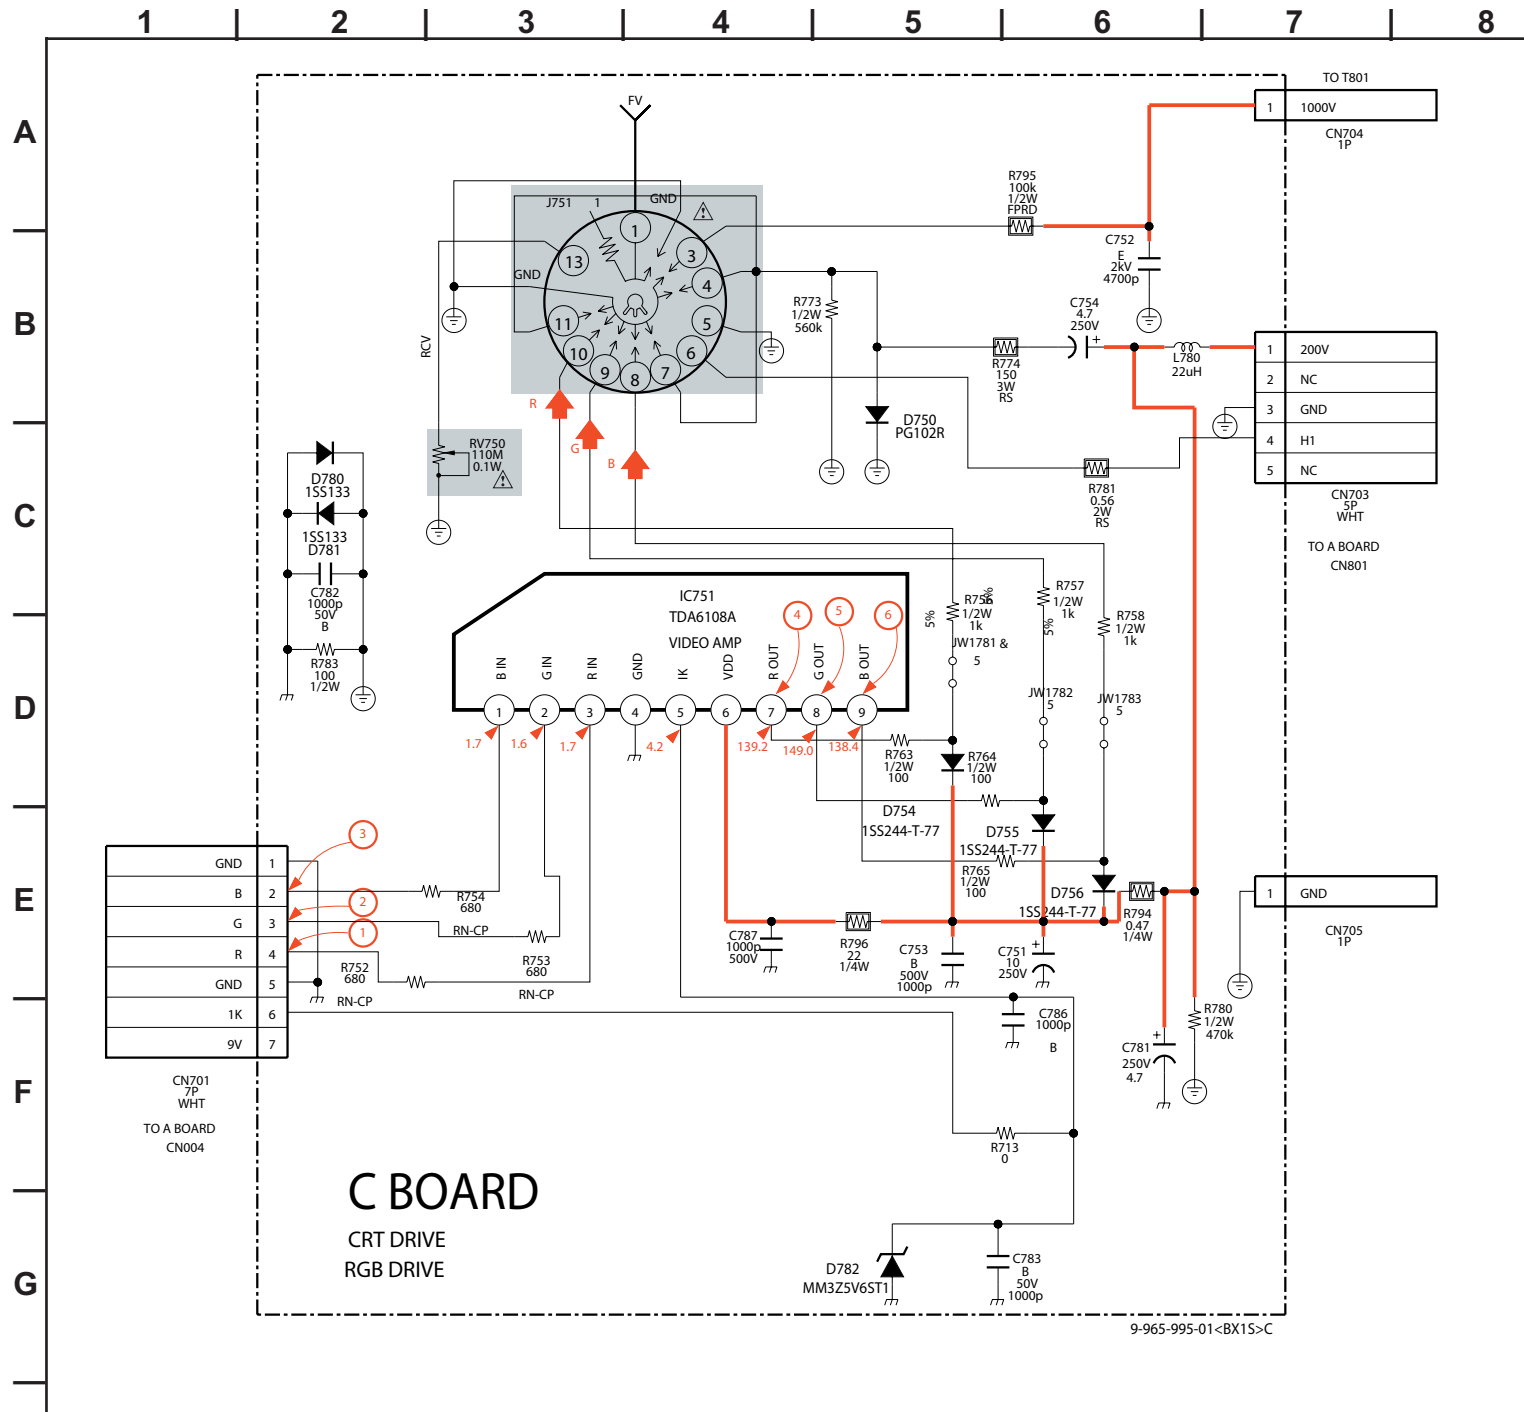 1 2 3 4 5 6 7 8
A
B
C
D
E
F
G
TO T801
1 1000V
CN704
1P
FV
J751 1
GND
GND
1
3
4
5
6
7
8
9
10
11
13
R795
100k
1/2W
FPRD
C752
E
2kV
4700p
R773
1/2W
560k
C754
4.7
250V
+
R774
150
3W
RS
L780
22uH
1 200V
2 NC
3 GND
4 H1
5 NC
CN703
5P
WHT
TO A BOARD
CN801
RCV
R
G
B
D750
PG102R
RV750
110M
0.1W
R781
0.56
2W
RS
D780
1SS133
1SS133
D781
C782
1000p
50V
B
R783
100
1/2W
IC751
TDA6108A
VIDEO AMP
B IN
G IN
R IN
GND
IK
VDD
R OUT
G OUT
B OUT
4
5
6
1 2 3 4 5 6 7 8 9
1.7
1.6
1.7
4.2
139.2
149.0
138.4
R756
1/2W
1k
5%
5%
R757
1/2W
1k
5%
R758
1/2W
1k
JW1781 &
5
JW1782
5
JW1783
5
R763
1/2W
100
R764
1/2W
100
D754
1SS244-T-77
D755
1SS244-T-77
R765
1/2W
100
D756
1SS244-T-77
R794
0.47
1/4W
GND 1
B 2
G 3
R 4
GND 5
1K 6
9V 7
CN701
7P
WHT
TO A BOARD
CN004
3
2
1
R754
680
RN-CP
R753
680
RN-CP
R752
680
RN-CP
C787
1000p
500V
R796
22
1/4W
C753
B
500V
1000p
C751
10
250V
+
1 GND
CN705
1P
C786
1000p
B
C781
250V
4.7
+
R780
1/2W
470k
R713
0
C BOARD
CRT DRIVE
RGB DRIVE
D782
MM3Z5V6ST1
C783
B
50V
1000p
9-965-995-01<BX1S>C